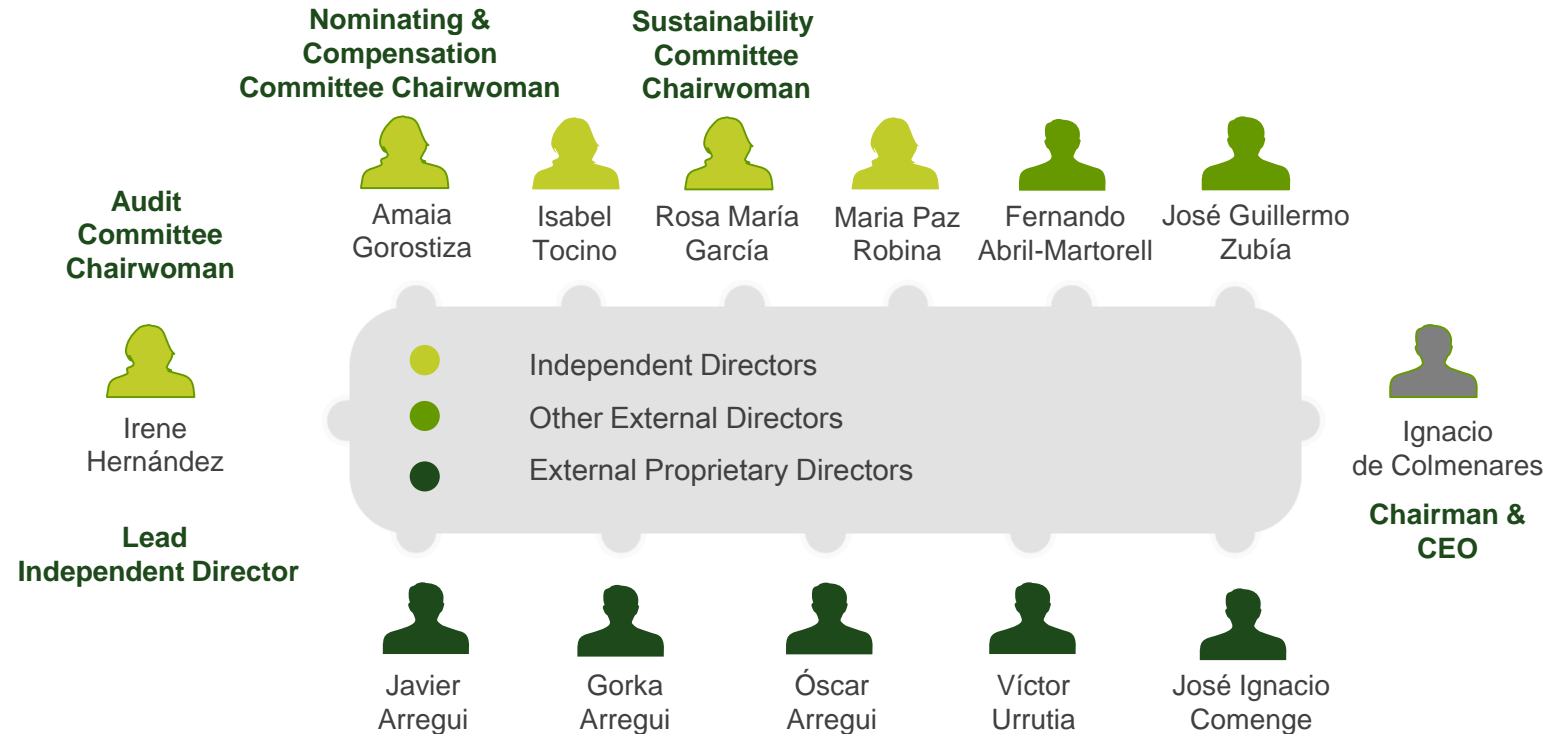 Nominating &
Compensation
Committee Chairwoman
Sustainability
Committee
Chairwoman
Amaia
Gorostiza
Isabel
Tocino
Rosa María
García
Maria Paz
Robina
Fernando
Abril-Martorell
José Guillermo
Zubía
Audit
Committee
Chairwoman
Irene
Hernández
Lead
Independent Director
Independent Directors
Other External Directors
External Proprietary Directors
Ignacio
de Colmenares
Chairman &
CEO
Javier
Arregui
Gorka
Arregui
Óscar
Arregui
Víctor
Urrutia
José Ignacio
Comenge